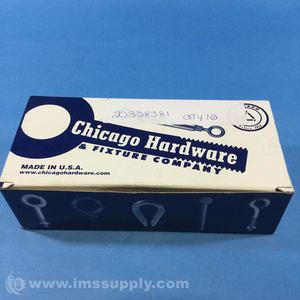 20338381 QTY 10
Chicago Hardware
& FIXTURE COMPANY
MADE IN U.S.A.
www.chicagohardware.com
© www.imssupply.com